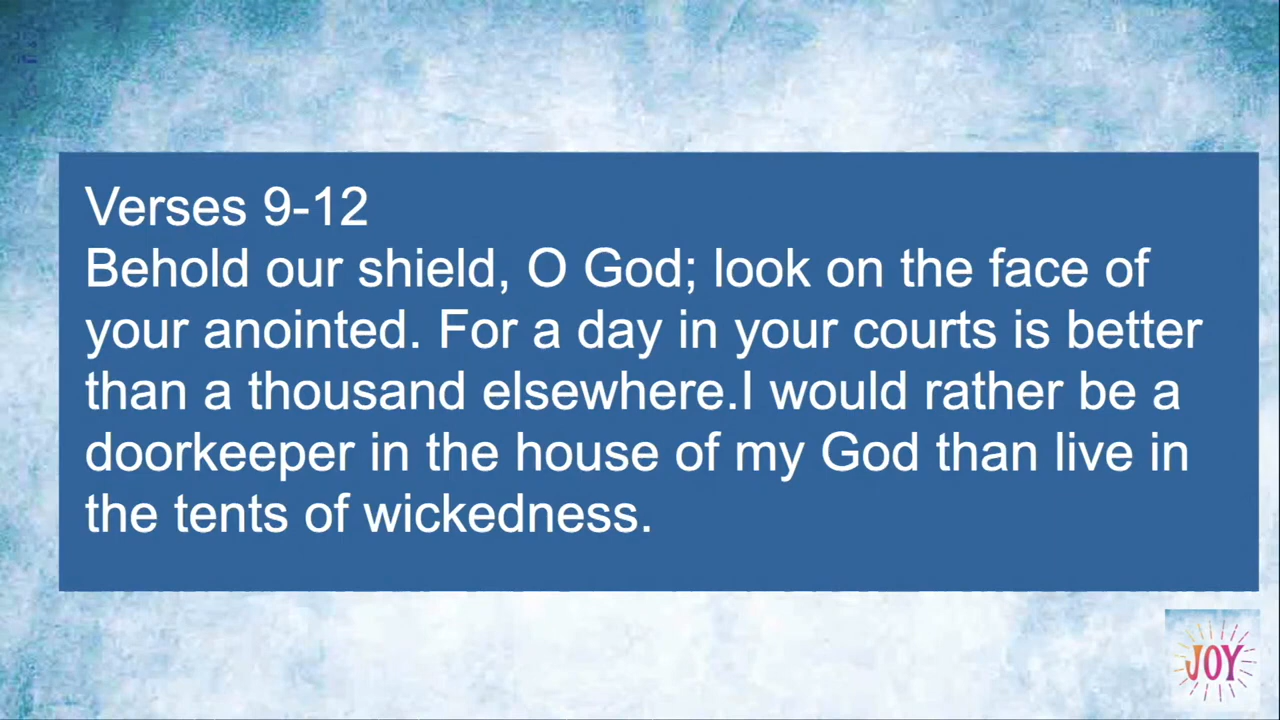 Verses 9-12
Behold our shield, O God; look on the face of
your anointed. For a day in your courts is better
than a thousand elsewhere.I would rather be a
doorkeeper in the house of my God than live in
the tents of wickedness.
JOY